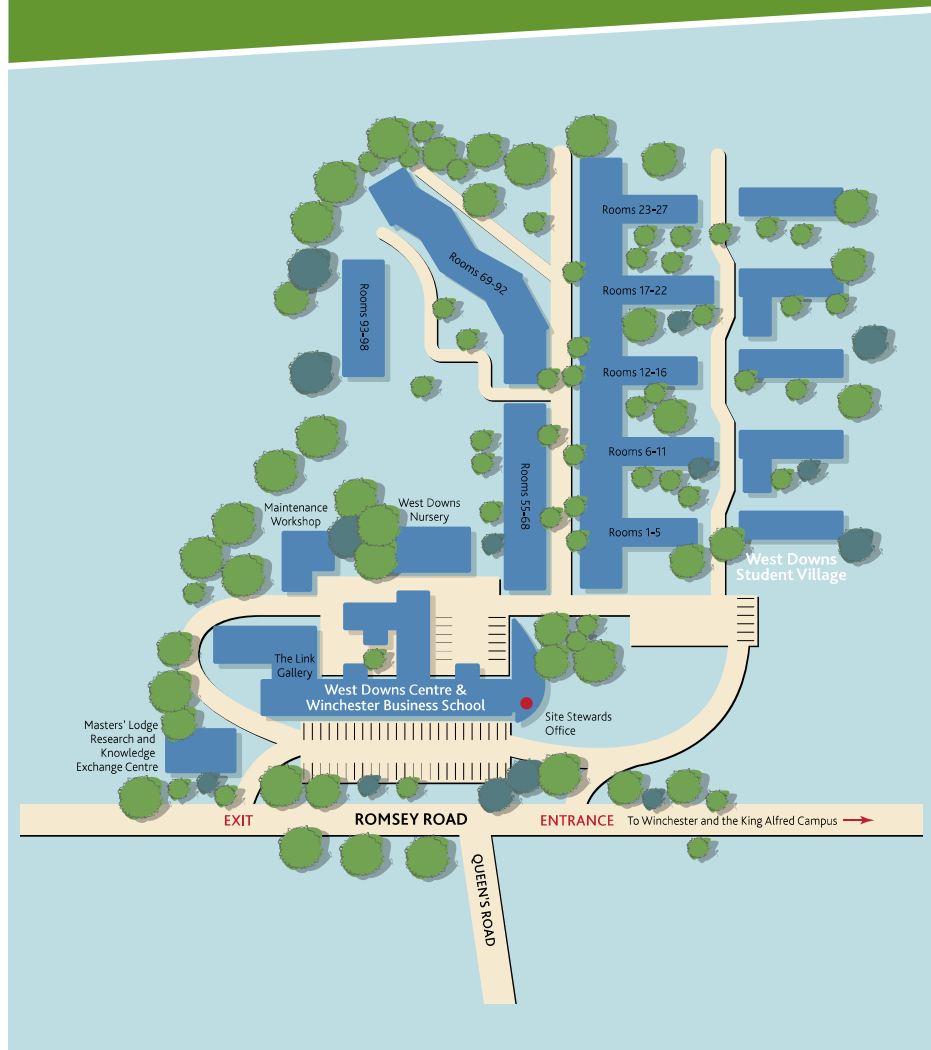 Rooms 23-27
Rooms 69-92
Rooms 17-22
Rooms 93-98
Rooms 12-16
Rooms 6-11
Rooms 55-68
Maintenance
Workshop
West Downs
Nursery
Rooms 1-5
West Downs
Student Village
The Link
Gallery
West Downs Centre &
Winchester Business School
Site Stewards
Office
Masters' Lodge
Research and
Knowledge
Exchange Centre
EXIT
ROMSEY ROAD
ENTRANCE
To Winchester and the King Alfred Campus
QUEEN'S ROAD